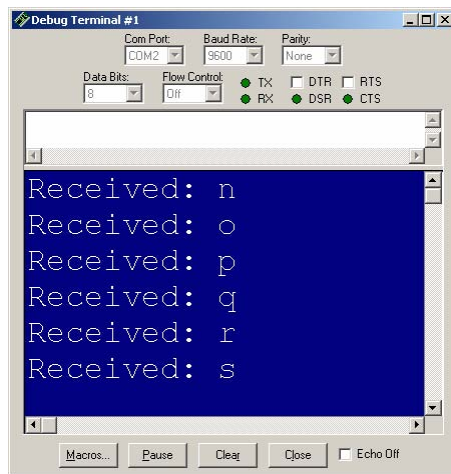 Debug Terminal #1
Com Port: Baud Rate: Parity:
COM2 9600 None
Data Bits: Flow Control: TX DTR RTS
8 Off RX DSR CTS
Received: n
Received: o
Received: p
Received: q
Received: r
Received: s
Macros... Pause Clear Close Echo Off